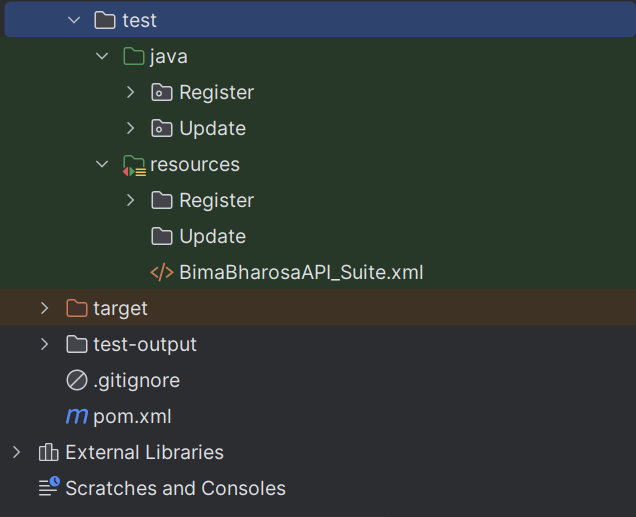 test
java
Register
Update
resources
Register
Update
BimaBharosaAPI_Suite.xml
target
test-output
.gitignore
pom.xml
External Libraries
Scratches and Consoles